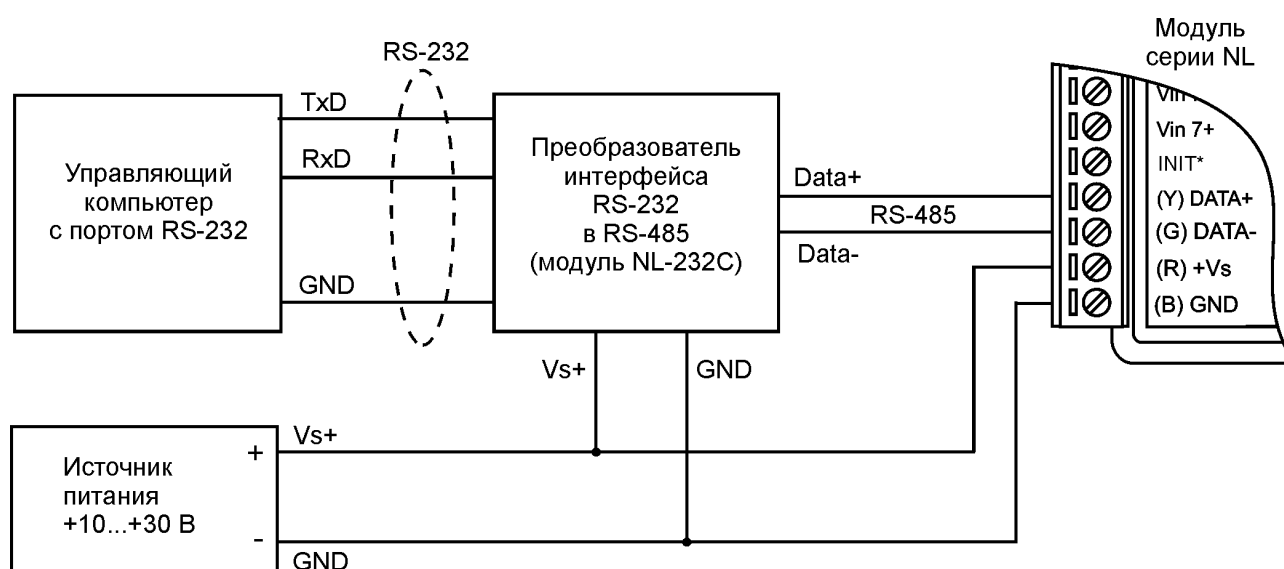 RS-232
Модуль
серии NL
TxD
RxD
GND
Управляющий
компьютер
с портом RS-232
Преобразователь
интерфейса
RS-232
в RS-485
(модуль NL-232C)
Data+
RS-485
Data-
Vin 7+
INIT*
(Y) DATA+
(G) DATA-
(R) +Vs
(B) GND
Vs+
GND
Vs+
+
Источник
питания
+10...+30 В
-
GND